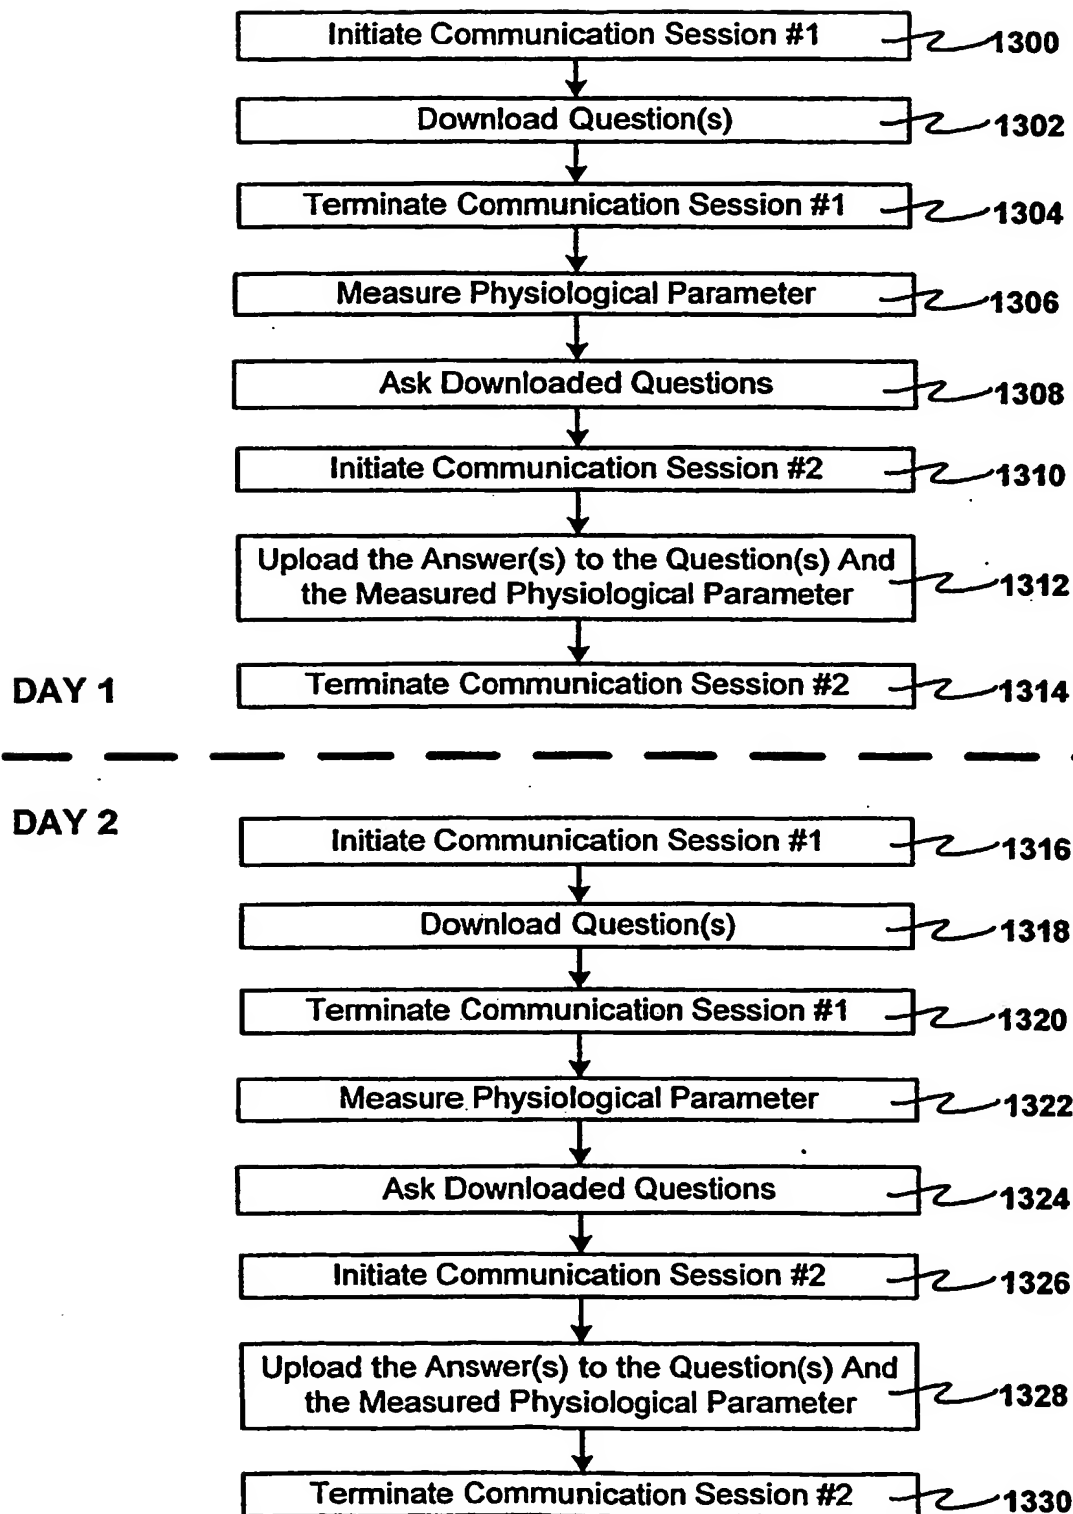 Initiate Communication Session #1 1300
Download Question(s) 1302
Terminate Communication Session #1 1304
Measure Physiological Parameter 1306
Ask Downloaded Questions 1308
Initiate Communication Session #2 1310
Upload the Answer(s) to the Question(s) And
the Measured Physiological Parameter 1312
Terminate Communication Session #2 1314
DAY 1
DAY 2
Initiate Communication Session #1 1316
Download Question(s) 1318
Terminate Communication Session #1 1320
Measure Physiological Parameter 1322
Ask Downloaded Questions 1324
Initiate Communication Session #2 1326
Upload the Answer(s) to the Question(s) And
the Measured Physiological Parameter 1328
Terminate Communication Session #2 1330